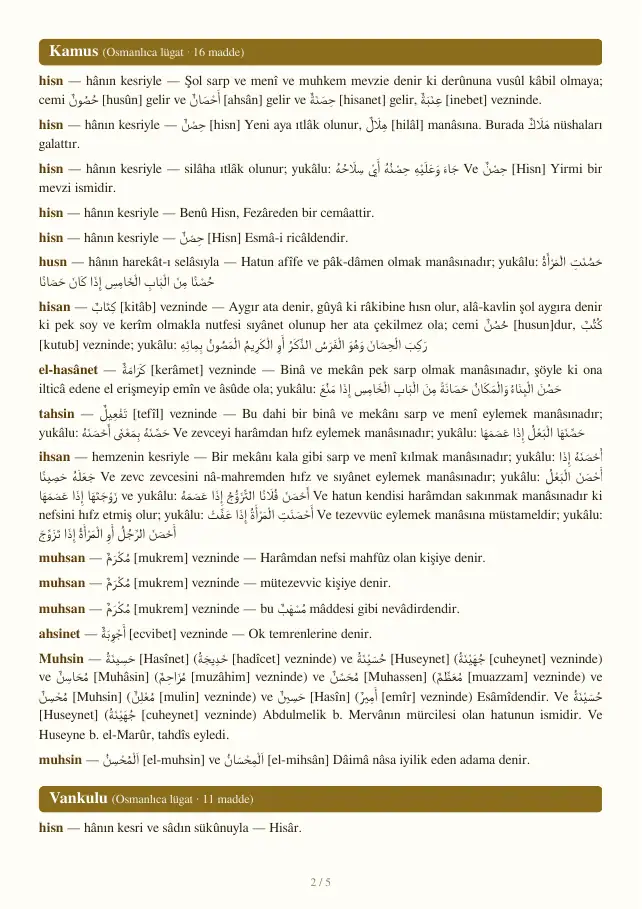 Kamus (Osmanlıca lügat · 16 madde)
hisn — hânın kesriyle — Şol sarp ve menî ve muhkem mevzie denir ki derûnuna vusûl kâbil olmaya;
cemi حُصُونٌ [husûn] gelir ve أَحْصَانٌ [ahsân] gelir ve حِصَنَةٌ [hisanet] gelir, عِنَبَةٌ [inebet] vezninde.
hisn — hânın kesriyle — حِصْنٌ [hisn] Yeni aya ıtlâk olunur, هِلَالٌ [hilâl] manâsına. Burada مَلَاكٌ nüshaları
galattır.
hisn — hânın kesriyle — silâha ıtlâk olunur; yukâlu: جَاءَ وَعَلَيْهِ حِصْنُهُ أَيْ سِلَاحُهُ Ve حِصْنٌ [Hisn] Yirmi bir
mevzi ismidir.
hisn — hânın kesriyle — Benû Hisn, Fezâreden bir cemâattir.
hisn — hânın kesriyle — حِصْنٌ [Hisn] Esmâ-i ricâldendir.
husn — hânın harekât-ı selâsıyla — Hatun afîfe ve pâk-dâmen olmak manâsınadır; yukâlu: حَصُنَتِ الْمَرْأَةُ
حُصْنًا مِنَ الْبَابِ الْخَامِسِ إِذَا كَانَ حَصَانًا
hisan — كِتَابٌ [kitâb] vezninde — Aygır ata denir, gûyâ ki râkibine hısn olur, alâ-kavlin şol aygıra denir
ki pek soy ve kerîm olmakla nutfesi sıyânet olunup her ata çekilmez ola; cemi حُصُنٌ [husun]dur, كُتُبٌ
[kutub] vezninde; yukâlu: رَكِبَ الْحِصَانَ وَهُوَ الْفَرَسُ الذَّكَرُ أَوِ الْكَرِيمُ الْمَصُونُ بِمَائِهِ
el-hasânet — كَرَامَةٌ [kerâmet] vezninde — Binâ ve mekân pek sarp olmak manâsınadır, şöyle ki ona
ilticâ edene el erişmeyip emîn ve âsûde ola; yukâlu: حَصُنَ الْبِنَاءُ وَالْمَكَانُ حَصَانَةً مِنَ الْبَابِ الْخَامِسِ إِذَا مَنُعَ
tahsin — تَفْعِيلٌ [tefîl] vezninde — Bu dahi bir binâ ve mekânı sarp ve menî eylemek manâsınadır;
yukâlu: حَصَّنَهُ بِمَعْنَى أَحْصَنَهُ Ve zevceyi harâmdan hıfz eylemek manâsınadır; yukâlu: حَصَّنَهَا الْبَعْلُ إِذَا عَصَمَهَا
ihsan — hemzenin kesriyle — Bir mekânı kala gibi sarp ve menî kılmak manâsınadır; yukâlu: أَحْصَنَهُ إِذَا
جَعَلَهُ حَصِينًا Ve zevc zevcesini nâ-mahremden hıfz ve sıyânet eylemek manâsınadır; yukâlu: أَحْصَنَ الْبَعْلُ
زَوْجَتَهَا إِذَا عَصَمَهَا ve yukâlu: أَحْصَنَ فُلَانًا التَّزَوُّجُ إِذَا عَصَمَهُ Ve hatun kendisi harâmdan sakınmak manâsınadır ki
nefsini hıfz etmiş olur; yukâlu: أَحْصَنَتِ الْمَرْأَةُ إِذَا عَفَّتْ Ve tezevvüc eylemek manâsına müstameldir; yukâlu:
أَحْصَنَ الرَّجُلُ أَوِ الْمَرْأَةُ إِذَا تَزَوَّجَ
muhsan — مُكْرَمٌ [mukrem] vezninde — Harâmdan nefsi mahfûz olan kişiye denir.
muhsan — مُكْرَمٌ [mukrem] vezninde — mütezevvic kişiye denir.
muhsan — مُكْرَمٌ [mukrem] vezninde — bu مُسْهَبٌ mâddesi gibi nevâdirdendir.
ahsinet — أَجْوِبَةٌ [ecvibet] vezninde — Ok temrenlerine denir.
Muhsin — حَسِينَةُ [Hasînet] (خَدِيجَةُ [hadîcet] vezninde) ve حُسَيْنَةُ [Huseynet] (جُهَيْنَةُ [cuheynet] vezninde)
ve مُحَاسِنٌ [Muhâsin] (مُزَاحِمٌ [muzâhim] vezninde) ve مُحَسَّنٌ [Muhassen] (مُعَظَّمٌ [muazzam] vezninde) ve
مُحْسِنٌ [Muhsin] (مُعْلِنٌ [mulin] vezninde) ve حَسِينٌ [Hasîn] (أَمِيرٌ [emîr] vezninde) Esâmîdendir. Ve حُسَيْنَةُ
[Huseynet] (جُهَيْنَةُ [cuheynet] vezninde) Abdulmelik b. Mervânın mürcilesi olan hatunun ismidir. Ve
Huseyne b. el-Marûr, tahdîs eyledi.
muhsin — اَلْمُحْسِنُ [el-muhsin] ve اَلْمِحْسَانُ [el-mihsân] Dâimâ nâsa iyilik eden adama denir.
Vankulu (Osmanlıca lügat · 11 madde)
hisn — hânın kesri ve sâdın sükûnuyla — Hisâr.
2 / 5